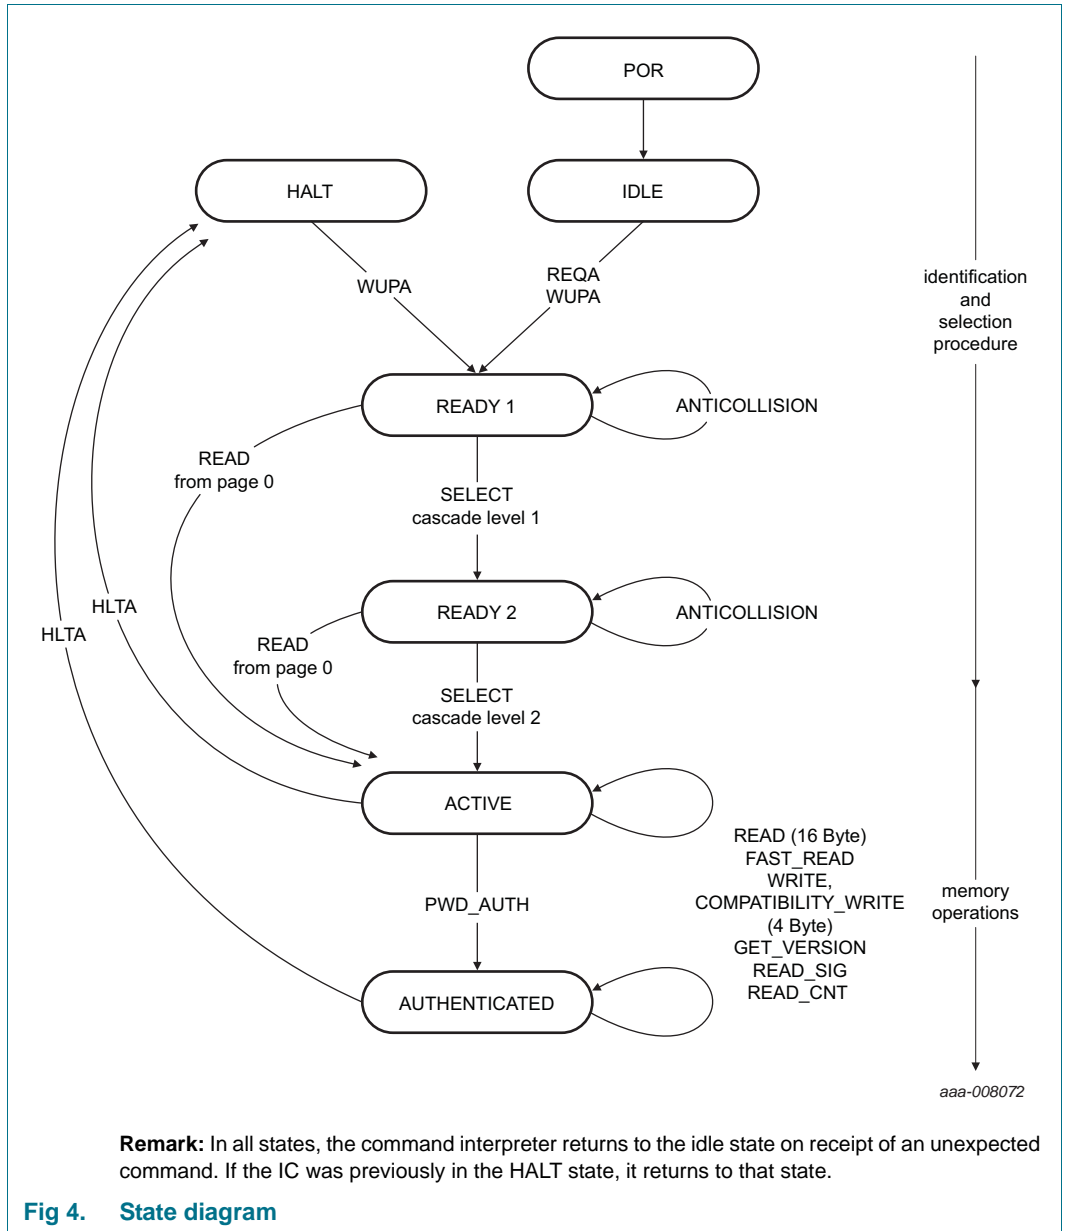 POR
HALT
IDLE
WUPA
REQA
WUPA
identification
and
selection
procedure
READY 1
ANTICOLLISION
READ
from page 0
SELECT
cascade level 1
READY 2
ANTICOLLISION
HLTA
HLTA
READ
from page 0
SELECT
cascade level 2
ACTIVE
READ (16 Byte)
FAST_READ
WRITE,
COMPATIBILITY_WRITE
(4 Byte)
GET_VERSION
READ_SIG
READ_CNT
memory
operations
PWD_AUTH
AUTHENTICATED
aaa-008072
Remark: In all states, the command interpreter returns to the idle state on receipt of an unexpected
command. If the IC was previously in the HALT state, it returns to that state.
Fig 4. State diagram